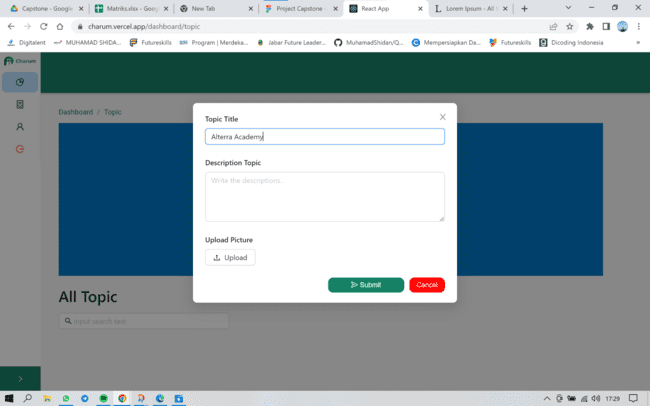 Capstone - Google
Matriks.xlsx - Goog
New Tab
Project Capstone
React App
Lorem Ipsum - All
charum.vercel.app/dashboard/topic
Digitalent
MUHAMAD SHIDA...
Futureskills
Program | Merdeka...
Jabar Future Leader...
MuhamadShidan/Q...
Mempersiapkan Da...
Futureskills
Dicoding Indonesia
»
Charum
Dashboard / Topic
Topic Title
X
Alterra Academy
Description Topic
Write the descriptions..
Upload Picture
Upload
Submit
Cancel
All Topic
input search text
17:29